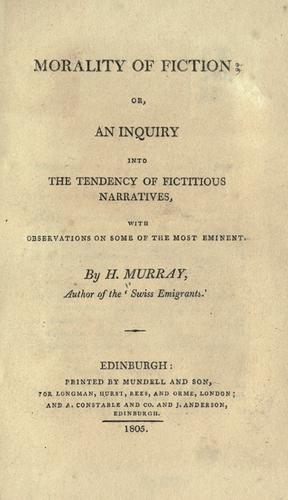 MORALITY OF FICTION;
OR,
AN INQUIRY
INTO
THE TENDENCY OF FICTITIOUS
NARRATIVES,
WITH
OBSERVATIONS ON SOME OF THE MOST EMINENT.
By H. MURRAY,
Author of the ‘ Swiss Emigrants.’
EDINBURGH:
PRINTED BY MUNDELL AND SON,
FOR LONGMAN, HURST, REES, AND ORME, LONDON;
AND A. CONSTABLE AND CO. AND J. ANDERSON,
EDINBURGH.
1805.